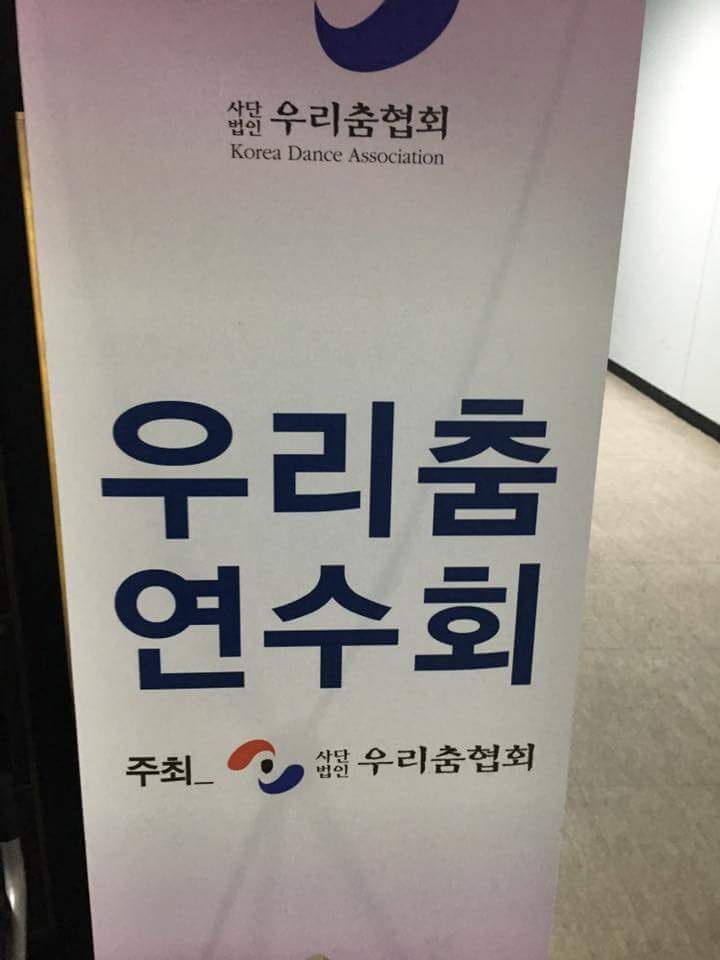 사단법인 우리춤협회
Korea Dance Association
우리춤
연수회
주최_ 사단법인 우리춤협회